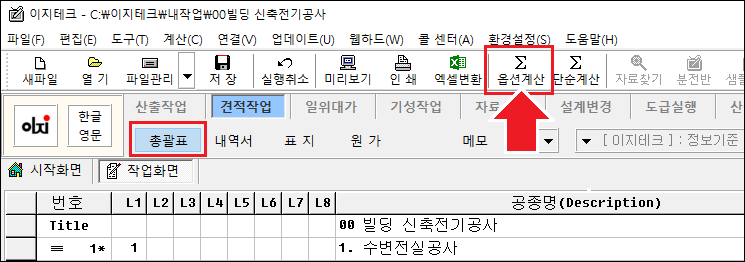 이지테크 - C:₩이지테크₩내작업₩00빌딩 신축전기공사
파일(F) 편집(E) 도구(T) 계산(C) 연결(V) 업데이트(U) 웹하드(W) 콜 센터(A) 환경설정(S) 도움말(H)
새파일 열 기 파일관리 저 장 실행취소 미리보기 인 쇄 엑셀변환 옵션계산 단순계산 자료찾기 분전반 샘플
산출작업 견적작업 일위대가 기성작업 자료 설계변경 도급실행 산
한글
영문
총괄표 내역서 표 지 원 가 메모 [ 이지테크 ] : 정보기준
시작화면 작업화면
번호 L1 L2 L3 L4 L5 L6 L7 L8 공종명(Description)
Title 00 빌딩 신축전기공사
1* 1 1. 수변전실공사